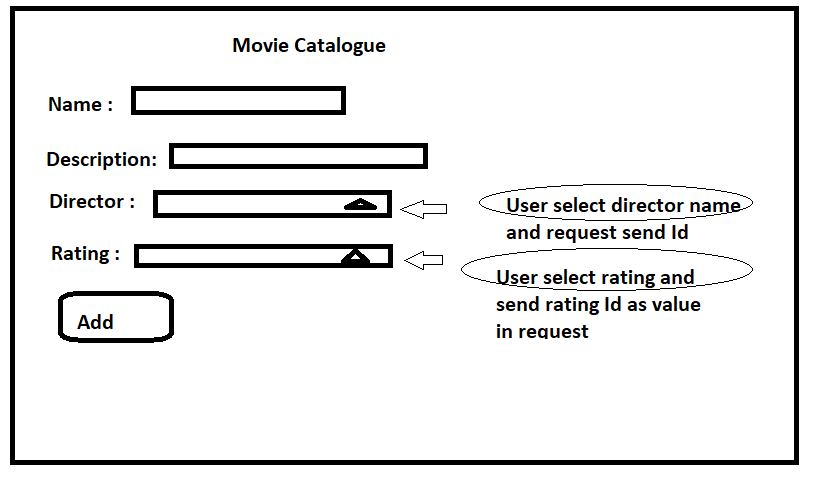 Movie Catalogue
Name :
Description:
Director :
User select director name
and request send Id
Rating :
User select rating and
send rating Id as value
in request
Add